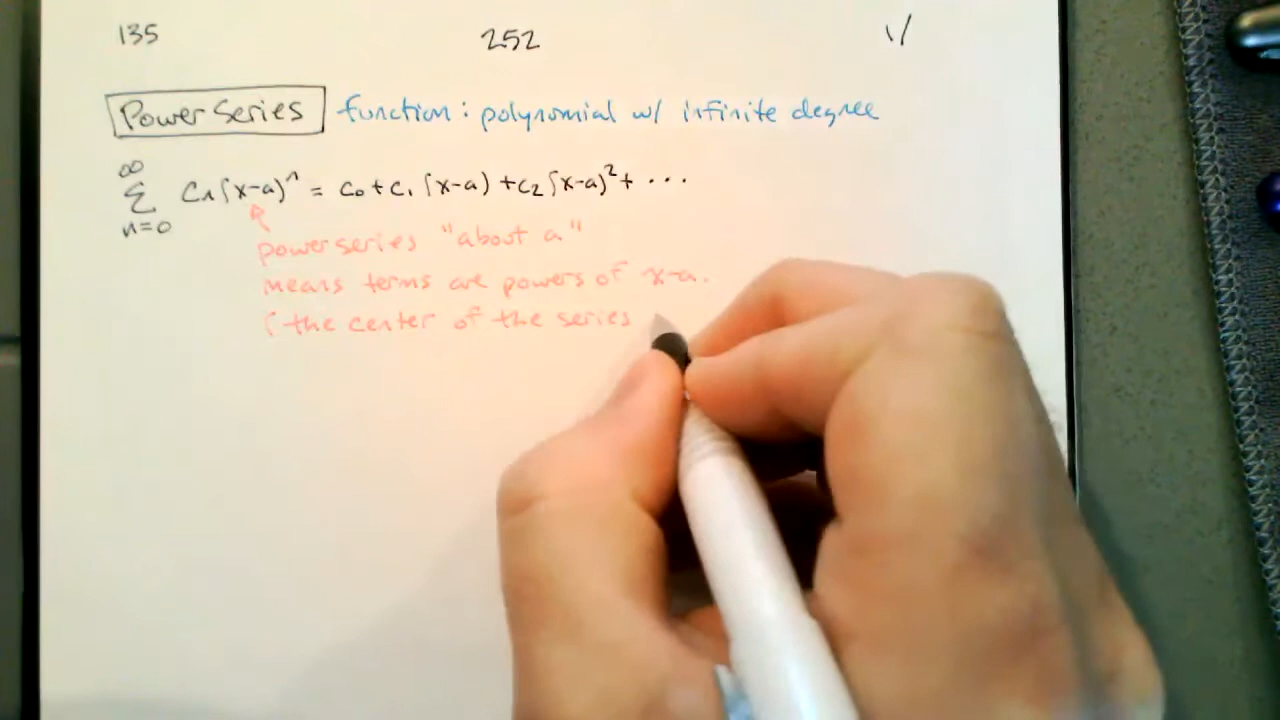 135 252 1/
Power Series function: polynomial w/ infinite degree
∞
Σ cₙ(x-a)ⁿ = c₀ + c₁(x-a) + c₂(x-a)² + ...
n=0
power series "about a"
means terms are powers of x-a.
(the center of the series